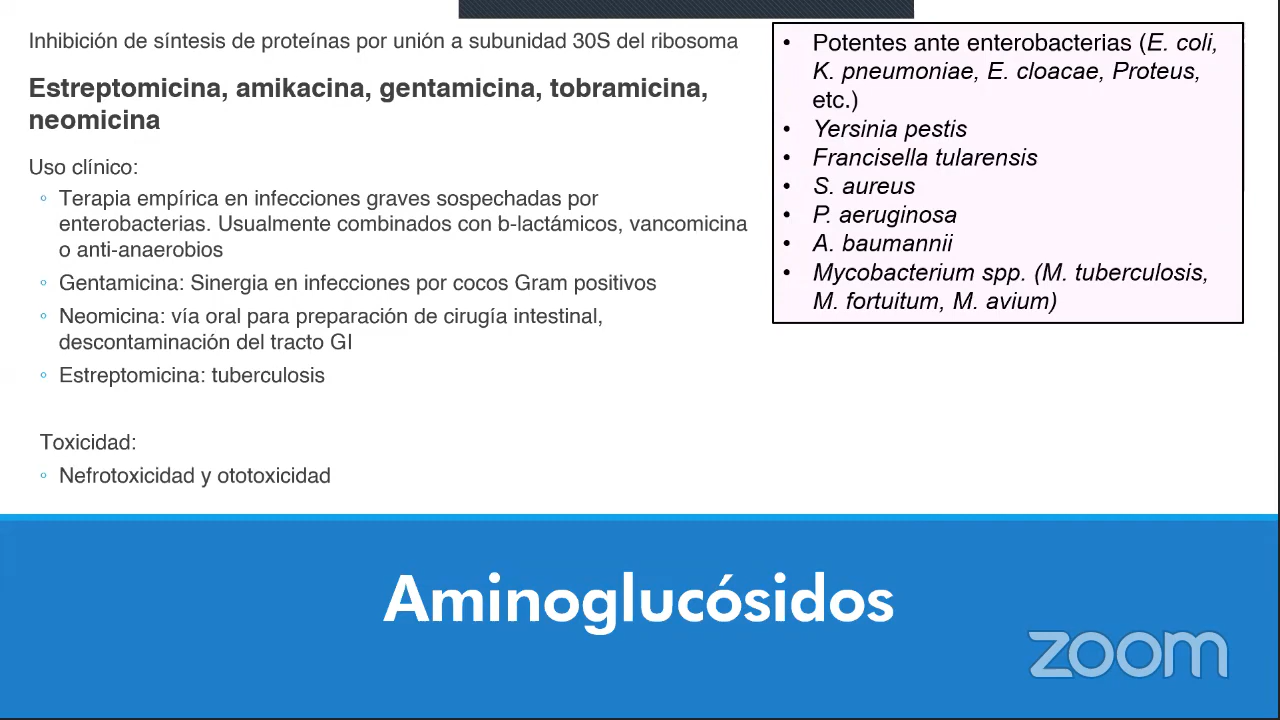 Inhibición de síntesis de proteínas por unión a subunidad 30S del ribosoma
Estreptomicina, amikacina, gentamicina, tobramicina,
neomicina
Uso clínico:
◦ Terapia empírica en infecciones graves sospechadas por
enterobacterias. Usualmente combinados con b-lactámicos, vancomicina
o anti-anaerobios
◦ Gentamicina: Sinergia en infecciones por cocos Gram positivos
◦ Neomicina: vía oral para preparación de cirugía intestinal,
descontaminación del tracto GI
◦ Estreptomicina: tuberculosis
Toxicidad:
◦ Nefrotoxicidad y ototoxicidad
• Potentes ante enterobacterias (E. coli,
K. pneumoniae, E. cloacae, Proteus,
etc.)
• Yersinia pestis
• Francisella tularensis
• S. aureus
• P. aeruginosa
• A. baumannii
• Mycobacterium spp. (M. tuberculosis,
M. fortuitum, M. avium)
Aminoglucósidos
zoom